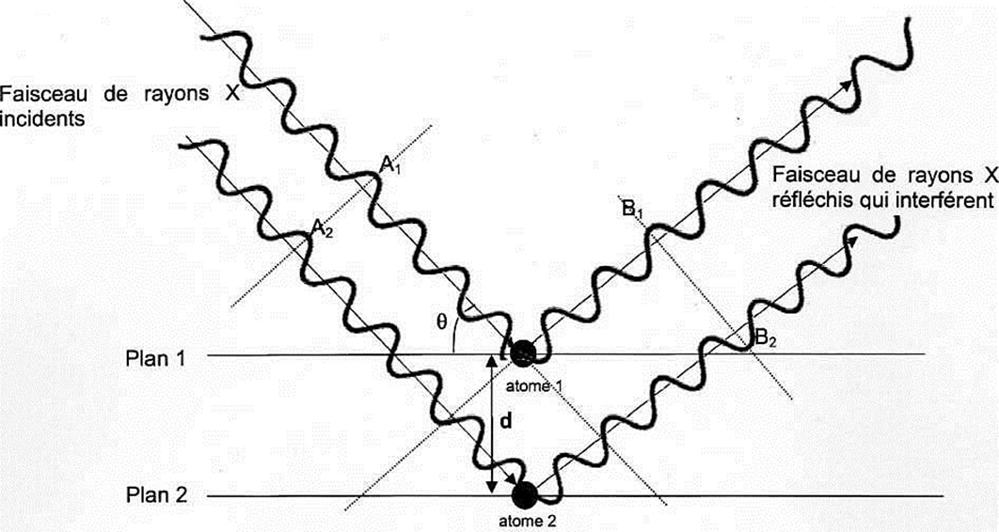 Faisceau de rayons X
incidents
A₁
A₂
Faisceau de rayons X
réfléchis qui interférent
B₁
θ
B₂
Plan 1
atome 1
d
Plan 2
atome 2